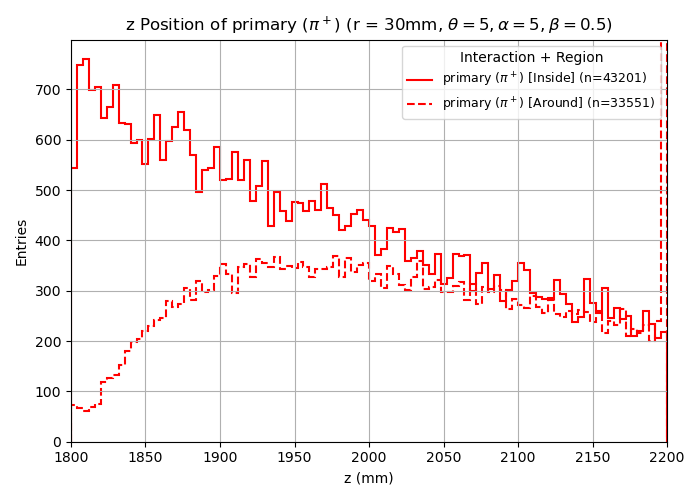 z Position of primary (π⁺) (r = 30mm, θ = 5, α = 5, β = 0.5)
Interaction + Region
primary (π⁺) [Inside] (n=43201)
primary (π⁺) [Around] (n=33551)
Entries
700
600
500
400
300
200
100
0
1800 1850 1900 1950 2000 2050 2100 2150 2200
z (mm)